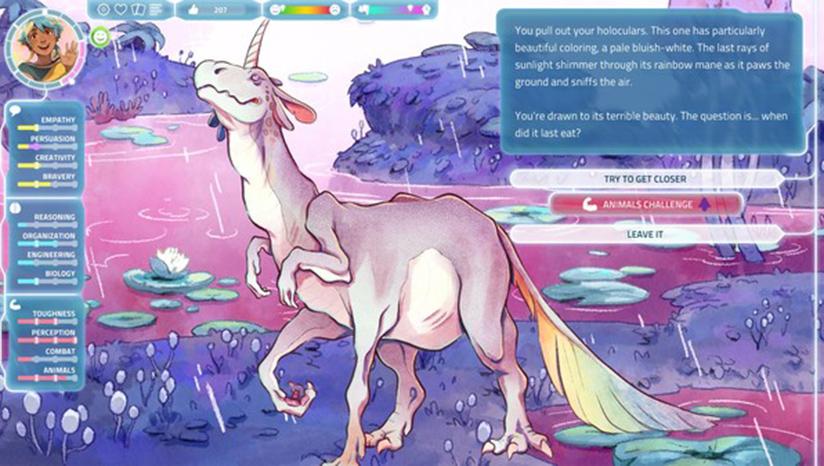 207
You pull out your holoculars. This one has particularly
beautiful coloring, a pale bluish-white. The last rays of
sunlight shimmer through its rainbow mane as it paws the
ground and sniffs the air.
You're drawn to its terrible beauty. The question is... when
did it last eat?
TRY TO GET CLOSER
ANIMALS CHALLENGE
LEAVE IT
EMPATHY
PERSUASION
CREATIVITY
BRAVERY
REASONING
ORGANIZATION
ENGINEERING
BIOLOGY
TOUGHNESS
PERCEPTION
COMBAT
ANIMALS